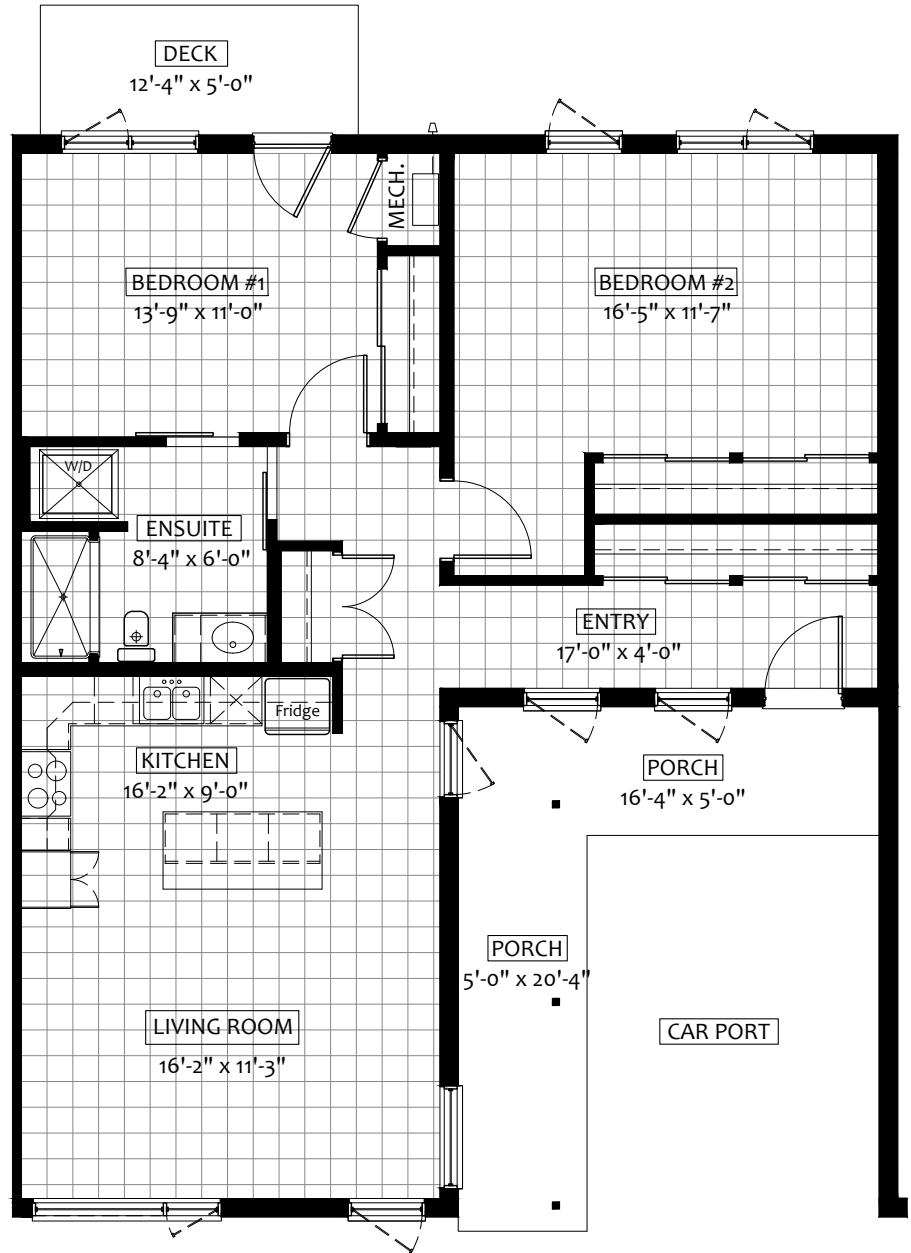 DECK
12'-4" x 5'-0"
MECH.
BEDROOM #1
13'-9" x 11'-0"
BEDROOM #2
16'-5" x 11'-7"
W/D
ENSUITE
8'-4" x 6'-0"
ENTRY
17'-0" x 4'-0"
Fridge
KITCHEN
16'-2" x 9'-0"
PORCH
16'-4" x 5'-0"
PORCH
5'-0" x 20'-4"
LIVING ROOM
16'-2" x 11'-3"
CAR PORT